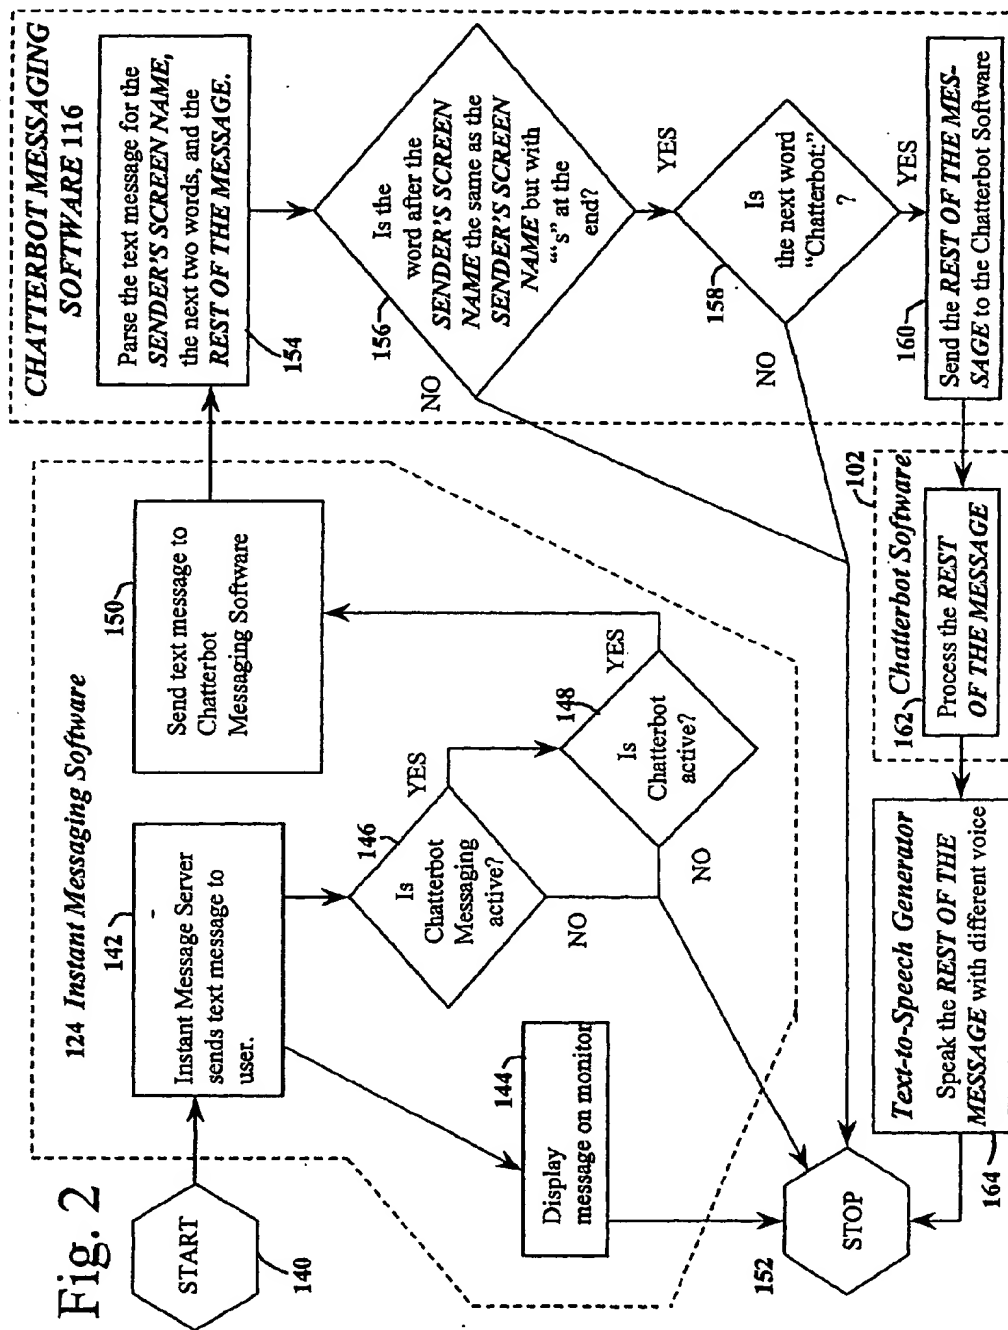 Fig. 2
START
140
124 Instant Messaging Software
142
Instant Message Server
sends text message to
user.
144
Display
message on monitor
146
Is
Chatterbot
Messaging
active?
YES
NO
148
Is
Chatterbot
active?
YES
NO
150
Send text message to
Chatterbot
Messaging Software
152
STOP
CHATTERBOT MESSAGING
SOFTWARE 116
Parse the text message for the
SENDER'S SCREEN NAME,
the next two words, and the
REST OF THE MESSAGE.
154
156
Is the
word after the
SENDER'S SCREEN
NAME the same as the
SENDER'S SCREEN
NAME but with
"'s" at the
end?
NO
YES
158
Is
the next word
"Chatterbot:"
?
NO
YES
160
Send the REST OF THE MES-
SAGE to the Chatterbot Software
102
162 Chatterbot Software
Process the REST
OF THE MESSAGE
Text-to-Speech Generator
Speak the REST OF THE
MESSAGE with different voice
164